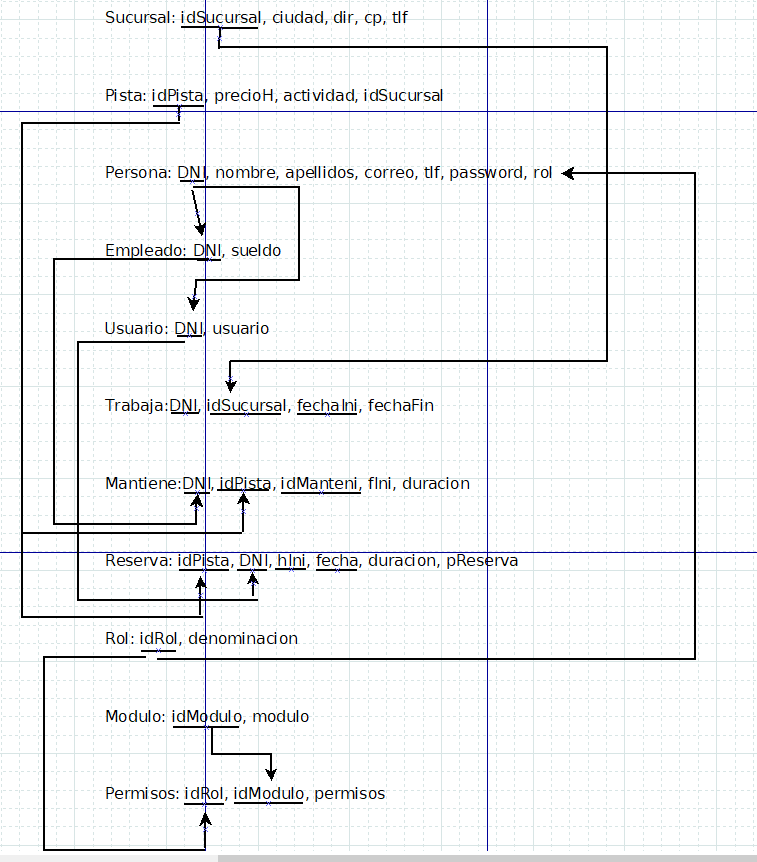 Sucursal: idSucursal, ciudad, dir, cp, tlf
Pista: idPista, precioH, actividad, idSucursal
Persona: DNI, nombre, apellidos, correo, tlf, password, rol
Empleado: DNI, sueldo
Usuario: DNI, usuario
Trabaja:DNI, idSucursal, fechaIni, fechaFin
Mantiene:DNI, idPista, idManteni, fIni, duracion
Reserva: idPista, DNI, hIni, fecha, duracion, pReserva
Rol: idRol, denominacion
Modulo: idModulo, modulo
Permisos: idRol, idModulo, permisos